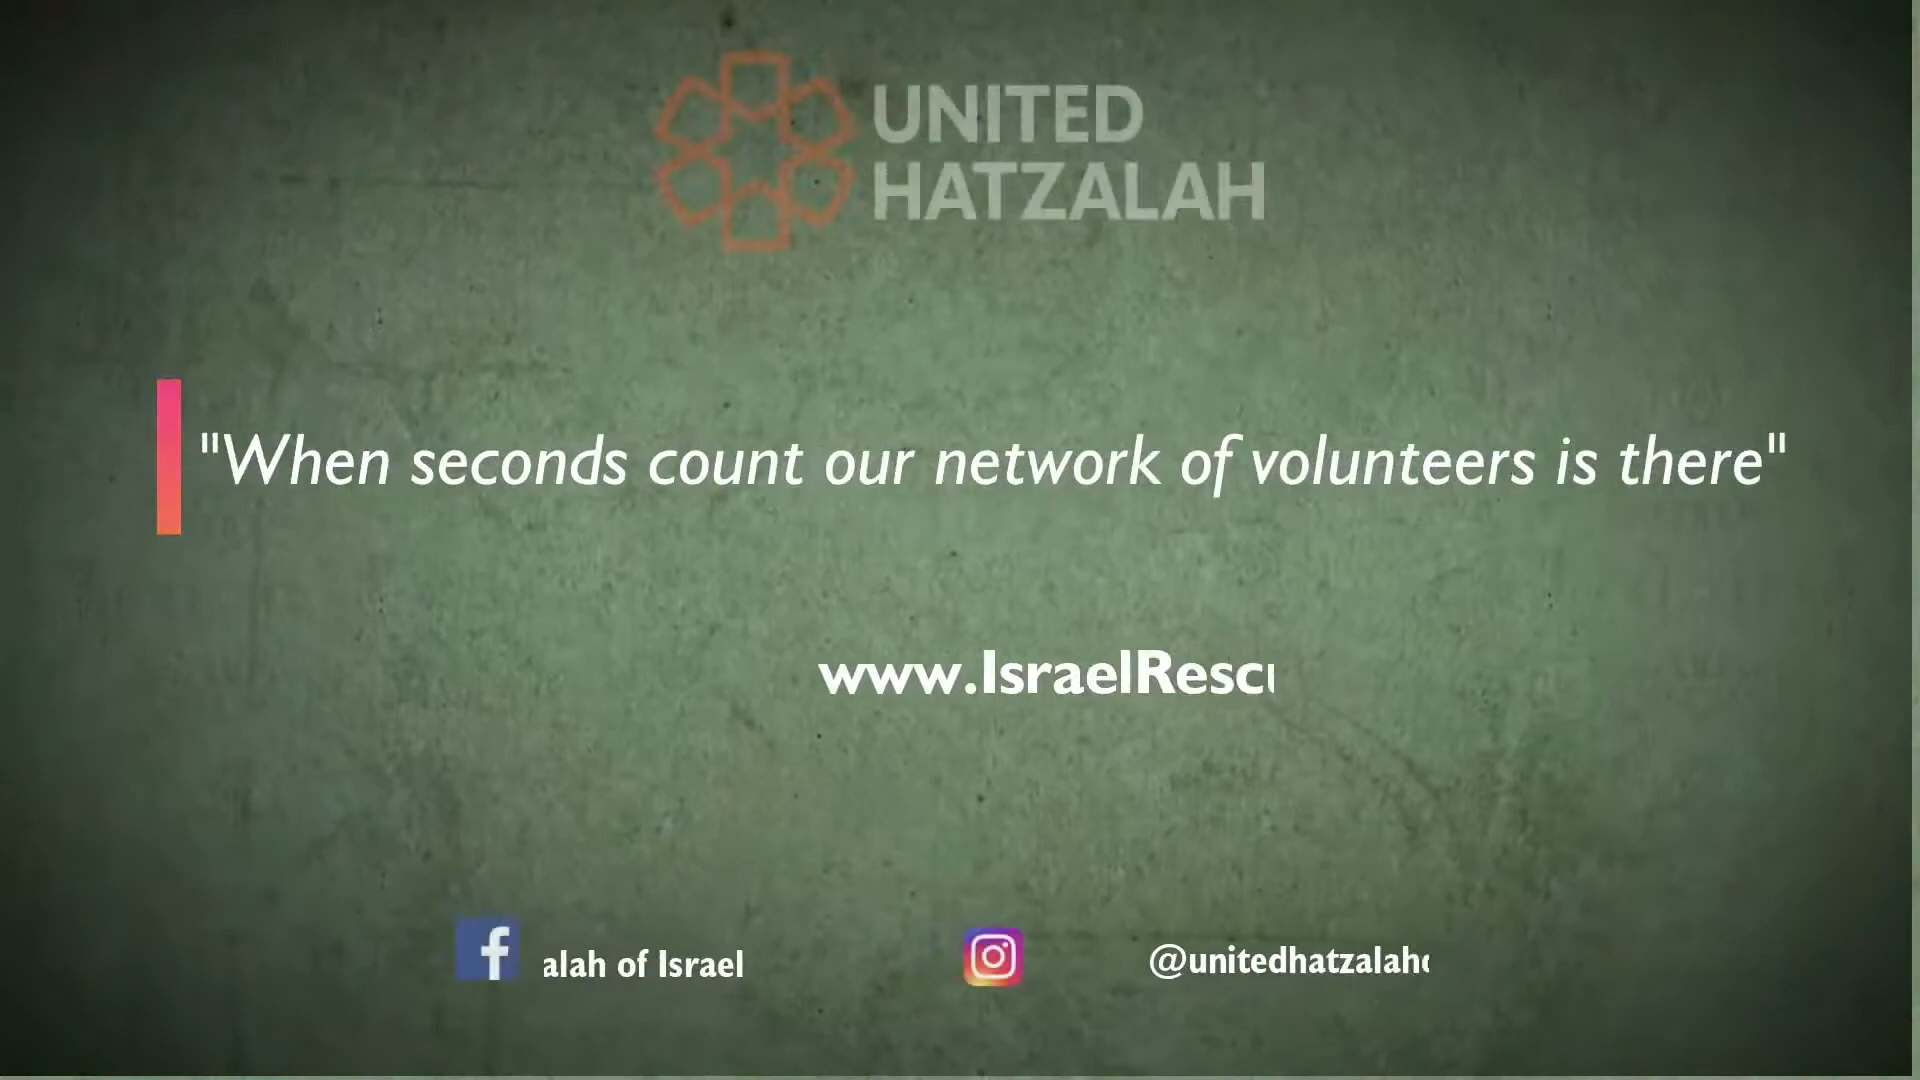 UNITED
HATZALAH
"When seconds count our network of volunteers is there"
www.IsraelResc
alah of Israel
@unitedhatzalah